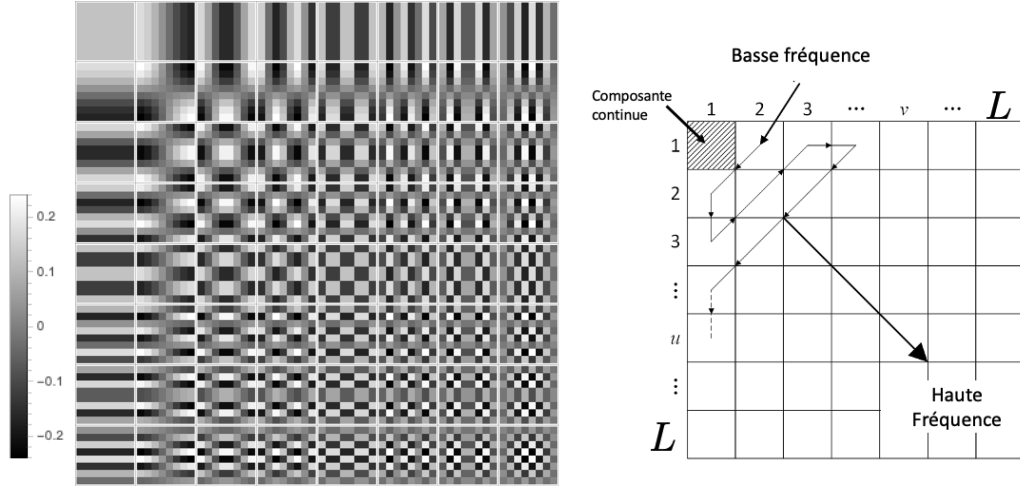 0.2
0.1
0
−0.1
−0.2
Basse fréquence
Composante
continue
1 2 3 ... v ... L
1
2
3
⋮
u
⋮
L
Haute
Fréquence